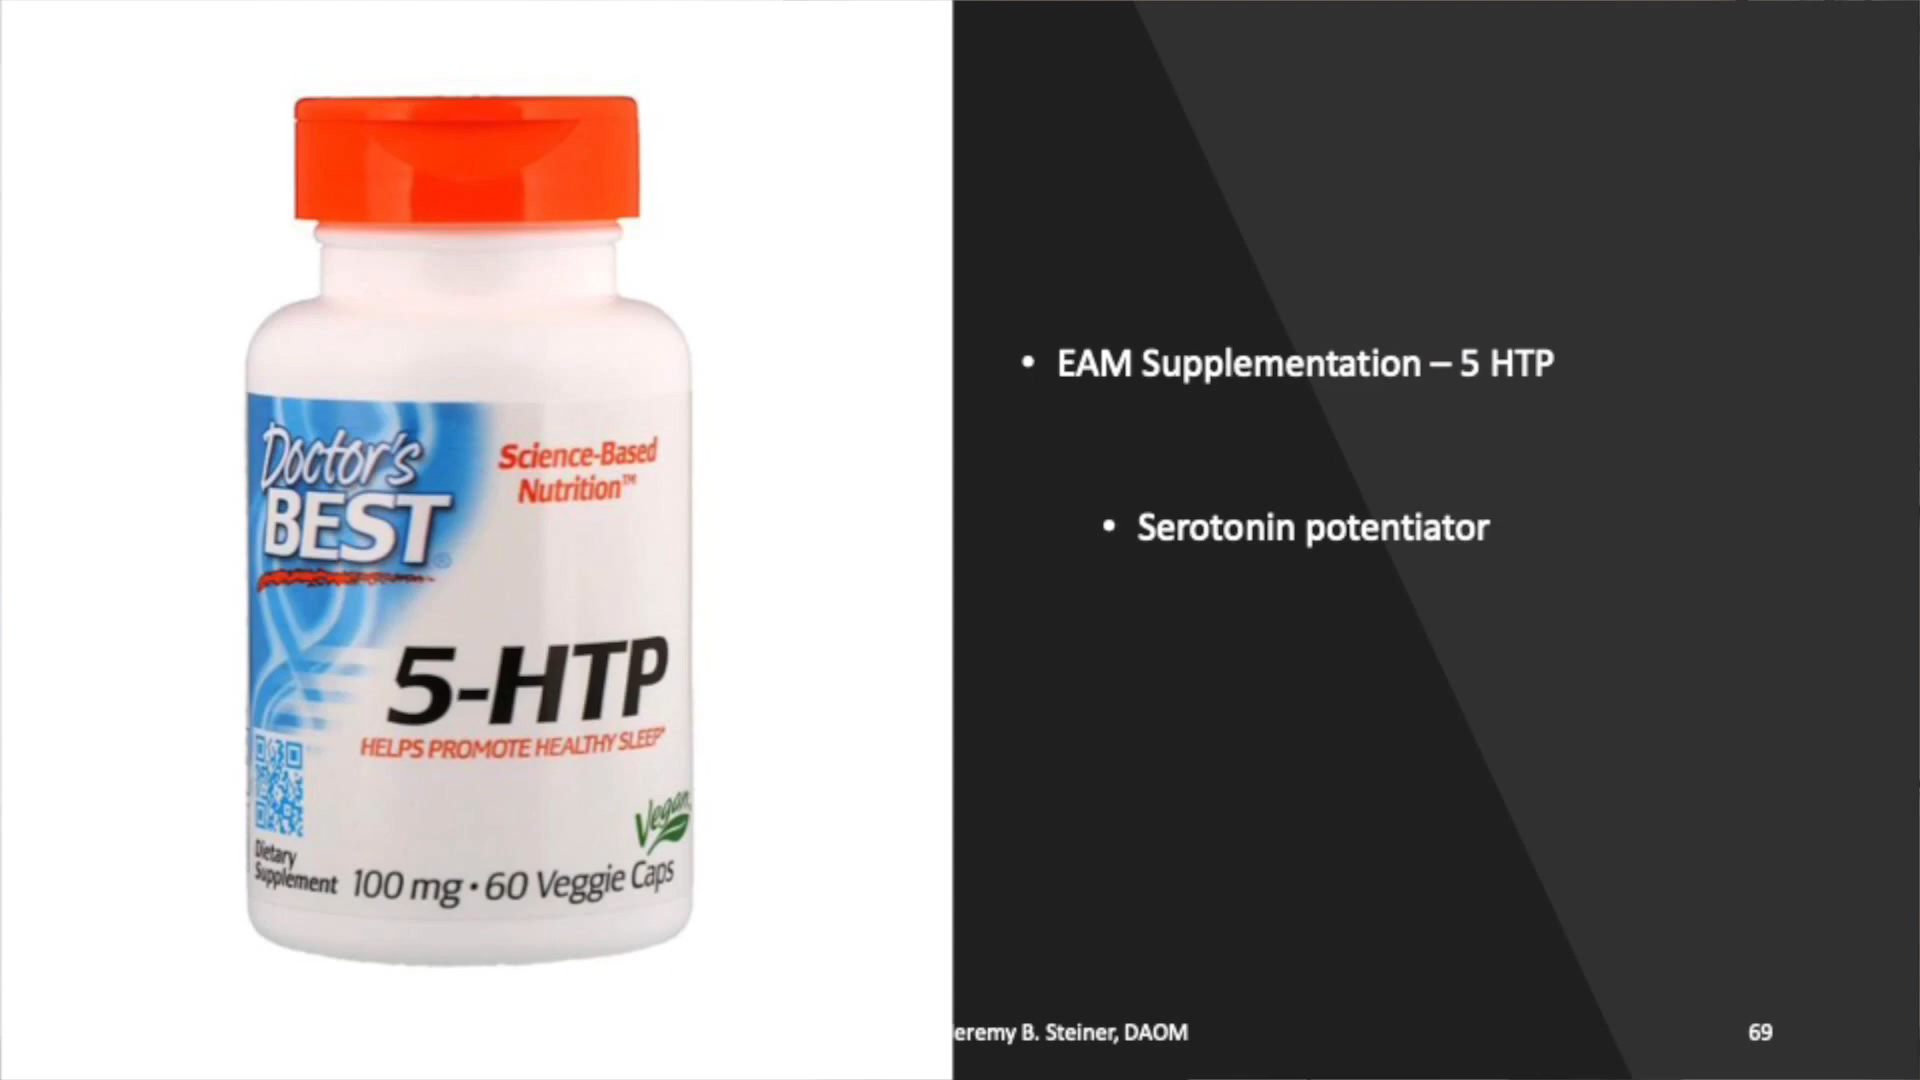 Doctor's
BEST
Science-Based
Nutrition™
5-HTP
HELPS PROMOTE HEALTHY SLEEP*
Vegan
Dietary
Supplement
100 mg • 60 Veggie Caps
• EAM Supplementation – 5 HTP
• Serotonin potentiator
eremy B. Steiner, DAOM
69